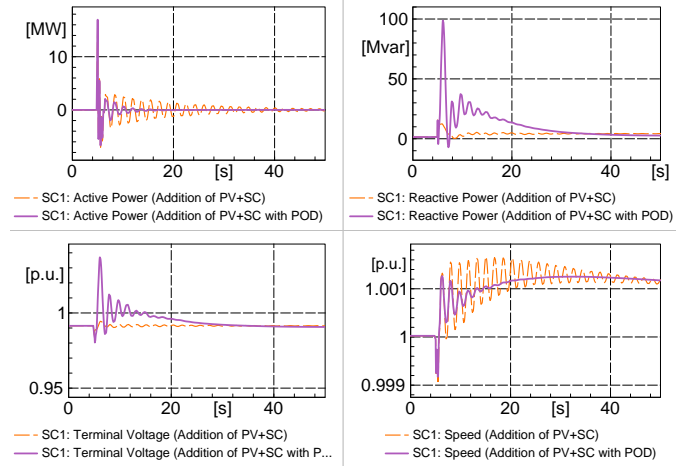 [MW]
10
0
0
20
40
[s]
SC1: Active Power (Addition of PV+SC)
SC1: Active Power (Addition of PV+SC with POD)
100
[Mvar]
50
0
0
20
40
[s]
SC1: Reactive Power (Addition of PV+SC)
SC1: Reactive Power (Addition of PV+SC with POD)
[p.u.]
1
0.95
0
20
40
[s]
SC1: Terminal Voltage (Addition of PV+SC)
SC1: Terminal Voltage (Addition of PV+SC with P...
[p.u.]
1.001
1
0.999
0
20
40
[s]
SC1: Speed (Addition of PV+SC)
SC1: Speed (Addition of PV+SC with POD)